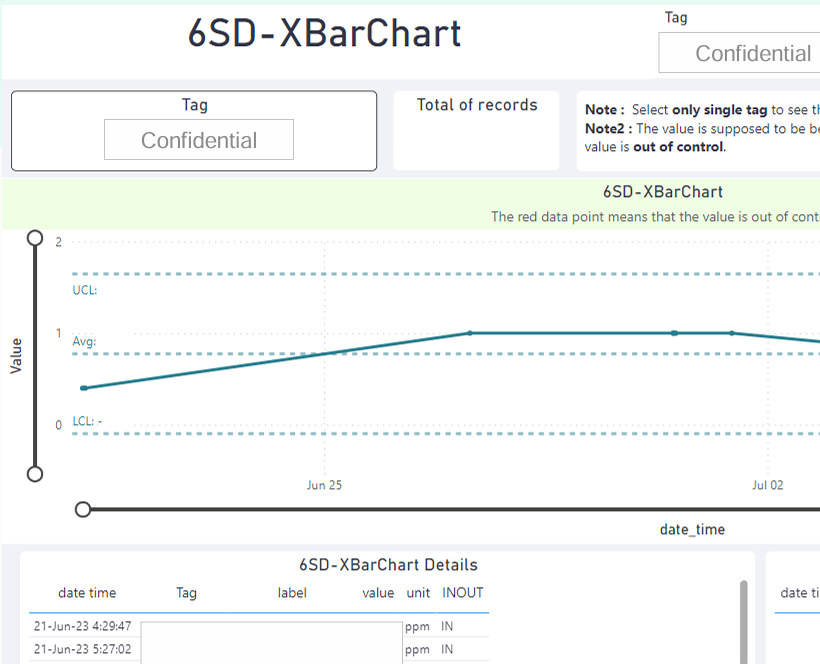 6SD-XBarChart
Tag
Confidential
Tag
Confidential
Total of records
Note : Select only single tag to see th
Note2 : The value is supposed to be be
value is out of control.
6SD-XBarChart
The red data point means that the value is out of cont
2
UCL:
1
Avg:
Value
0
LCL: -
Jun 25
Jul 02
date_time
6SD-XBarChart Details
date time Tag label value unit INOUT
date ti
21-Jun-23 4:29:47 ppm IN
21-Jun-23 5:27:02 ppm IN